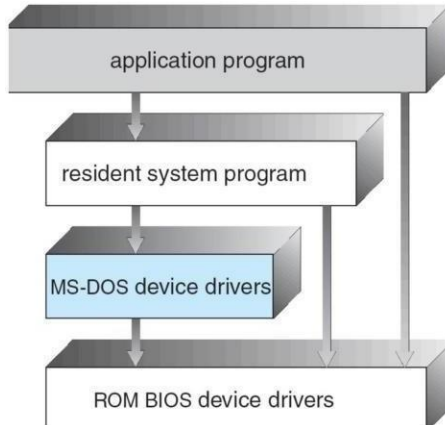 application program
resident system program
MS-DOS device drivers
ROM BIOS device drivers